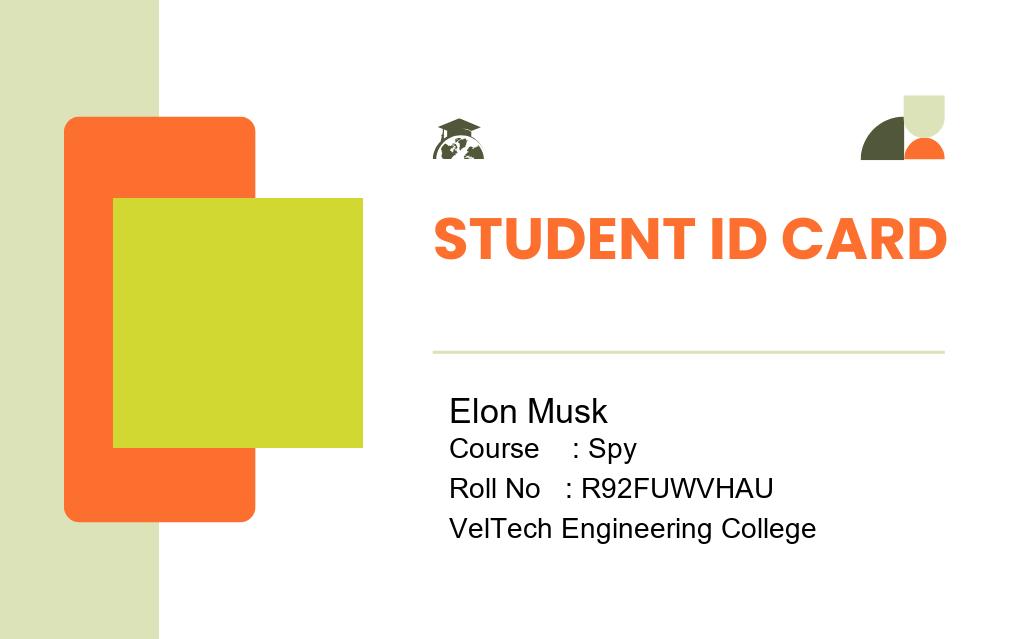 STUDENT ID CARD
Elon Musk
Course : Spy
Roll No : R92FUWVHAU
VelTech Engineering College